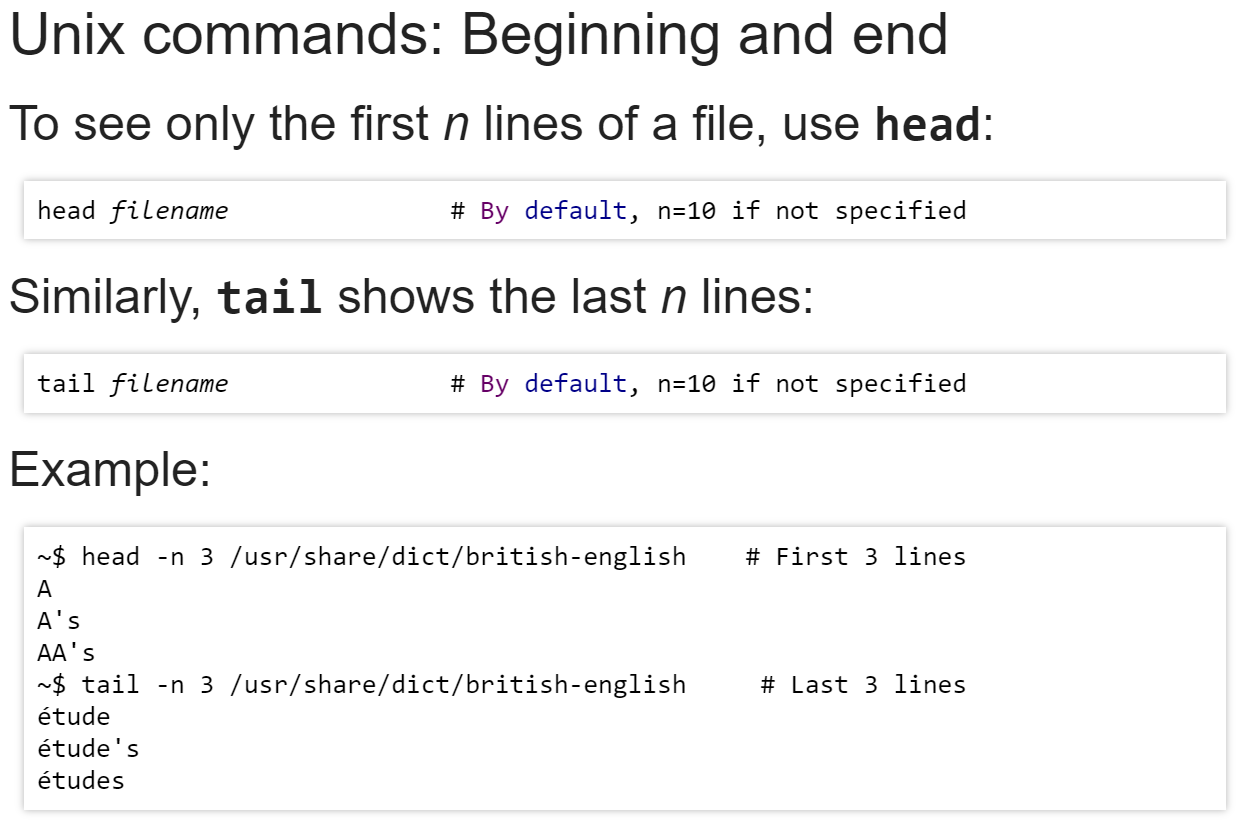 Unix commands: Beginning and end
To see only the first n lines of a file, use head:
head filename # By default, n=10 if not specified
Similarly, tail shows the last n lines:
tail filename # By default, n=10 if not specified
Example:
~$ head -n 3 /usr/share/dict/british-english # First 3 lines
A
A's
AA's
~$ tail -n 3 /usr/share/dict/british-english # Last 3 lines
étude
étude's
études